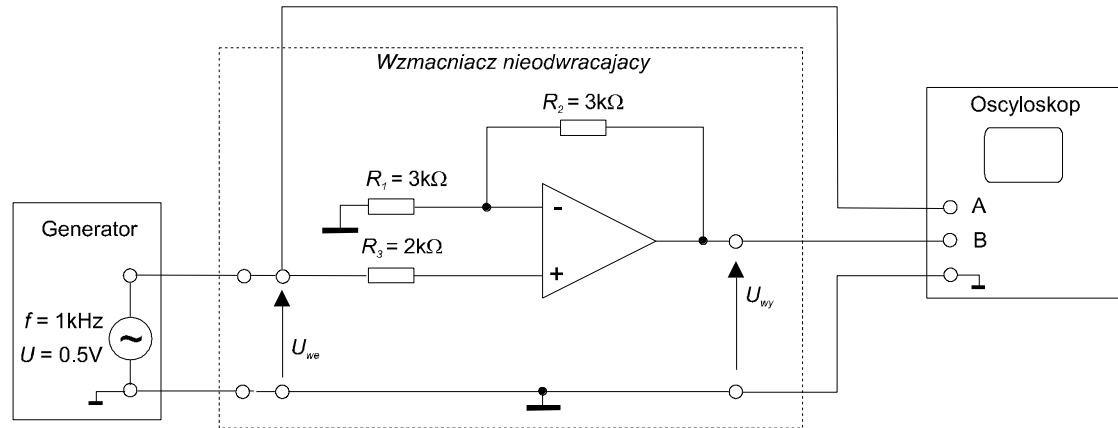 Wzmacniacz nieodwracajacy
R₂ = 3kΩ
Oscyloskop
R₁ = 3kΩ
-
A
Generator
B
R₃ = 2kΩ
+
f = 1kHz
~
U = 0.5V
Uwe
Uwy